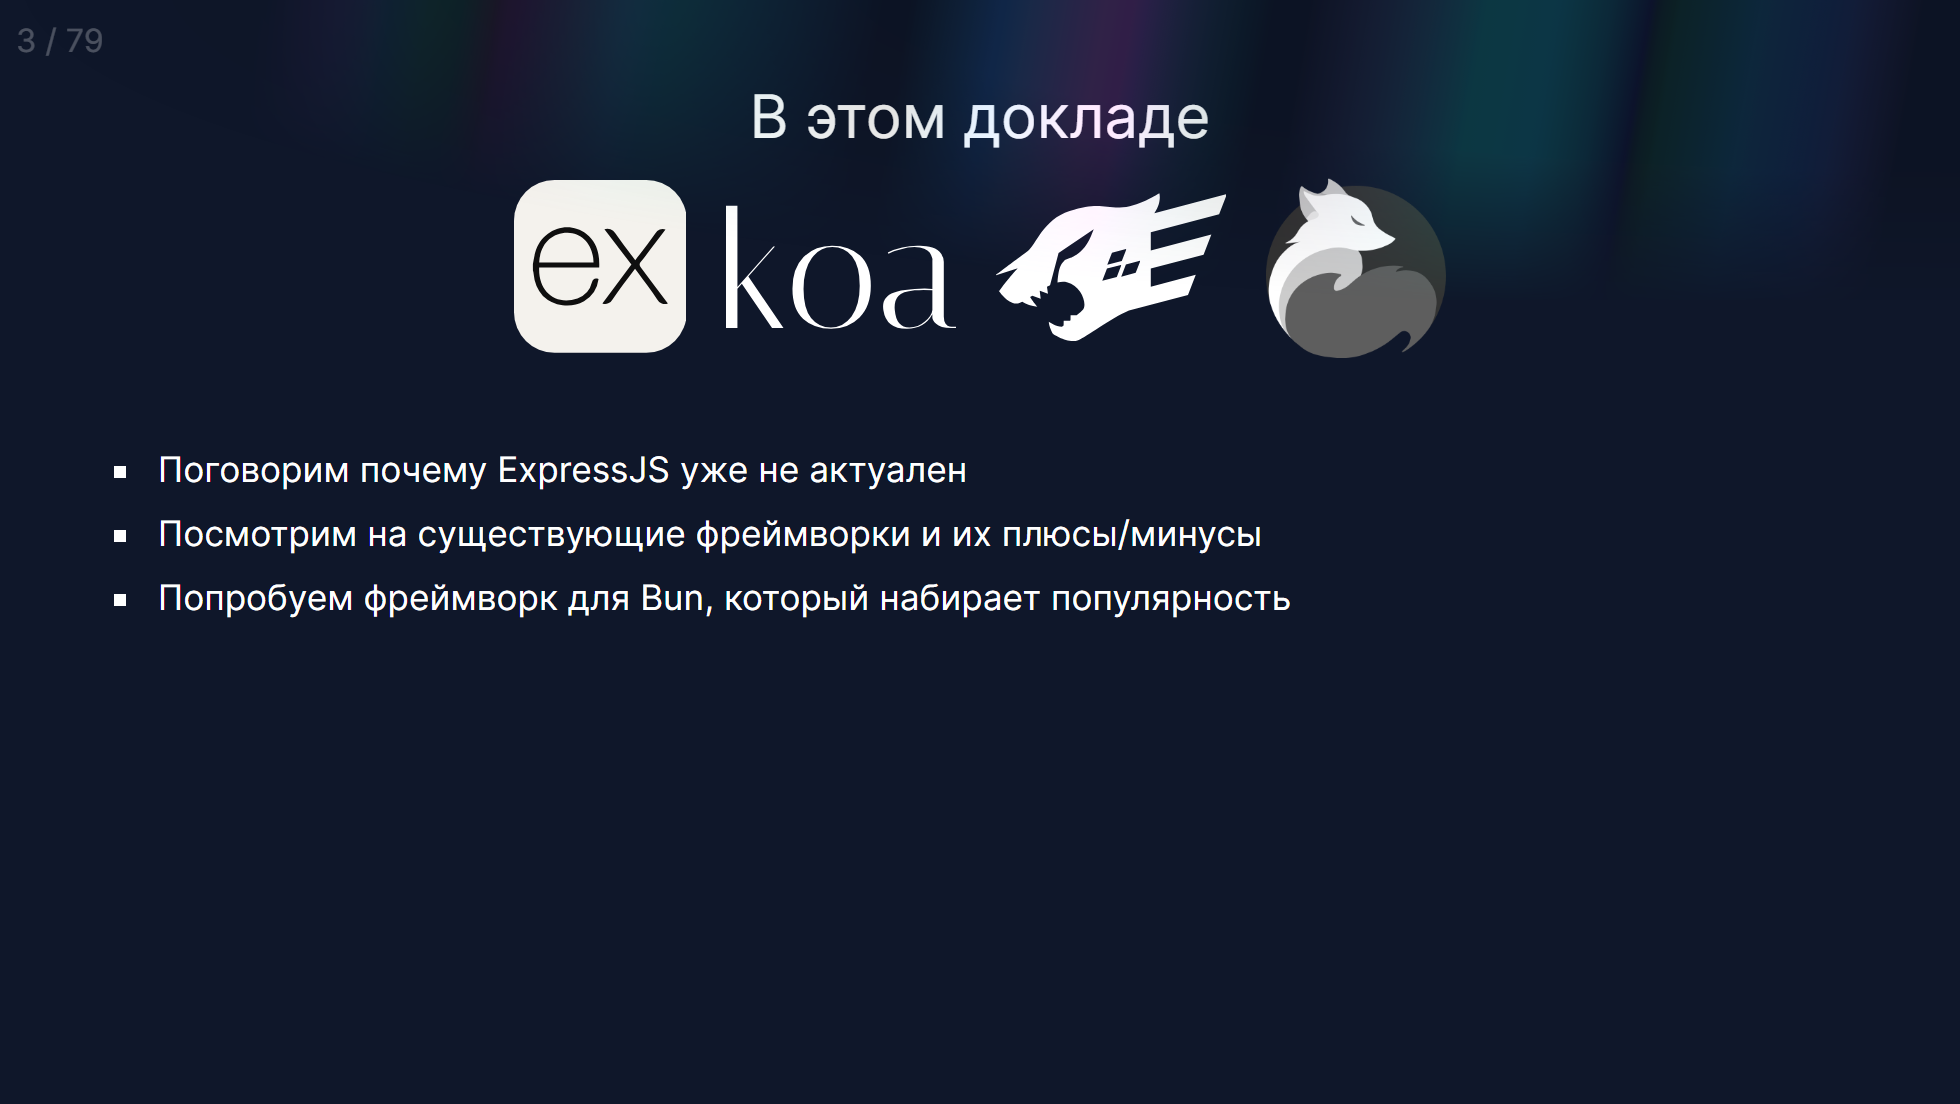 3 / 79
В этом докладе
ex koa
Поговорим почему ExpressJS уже не актуален
Посмотрим на существующие фреймворки и их плюсы/минусы
Попробуем фреймворк для Bun, который набирает популярность